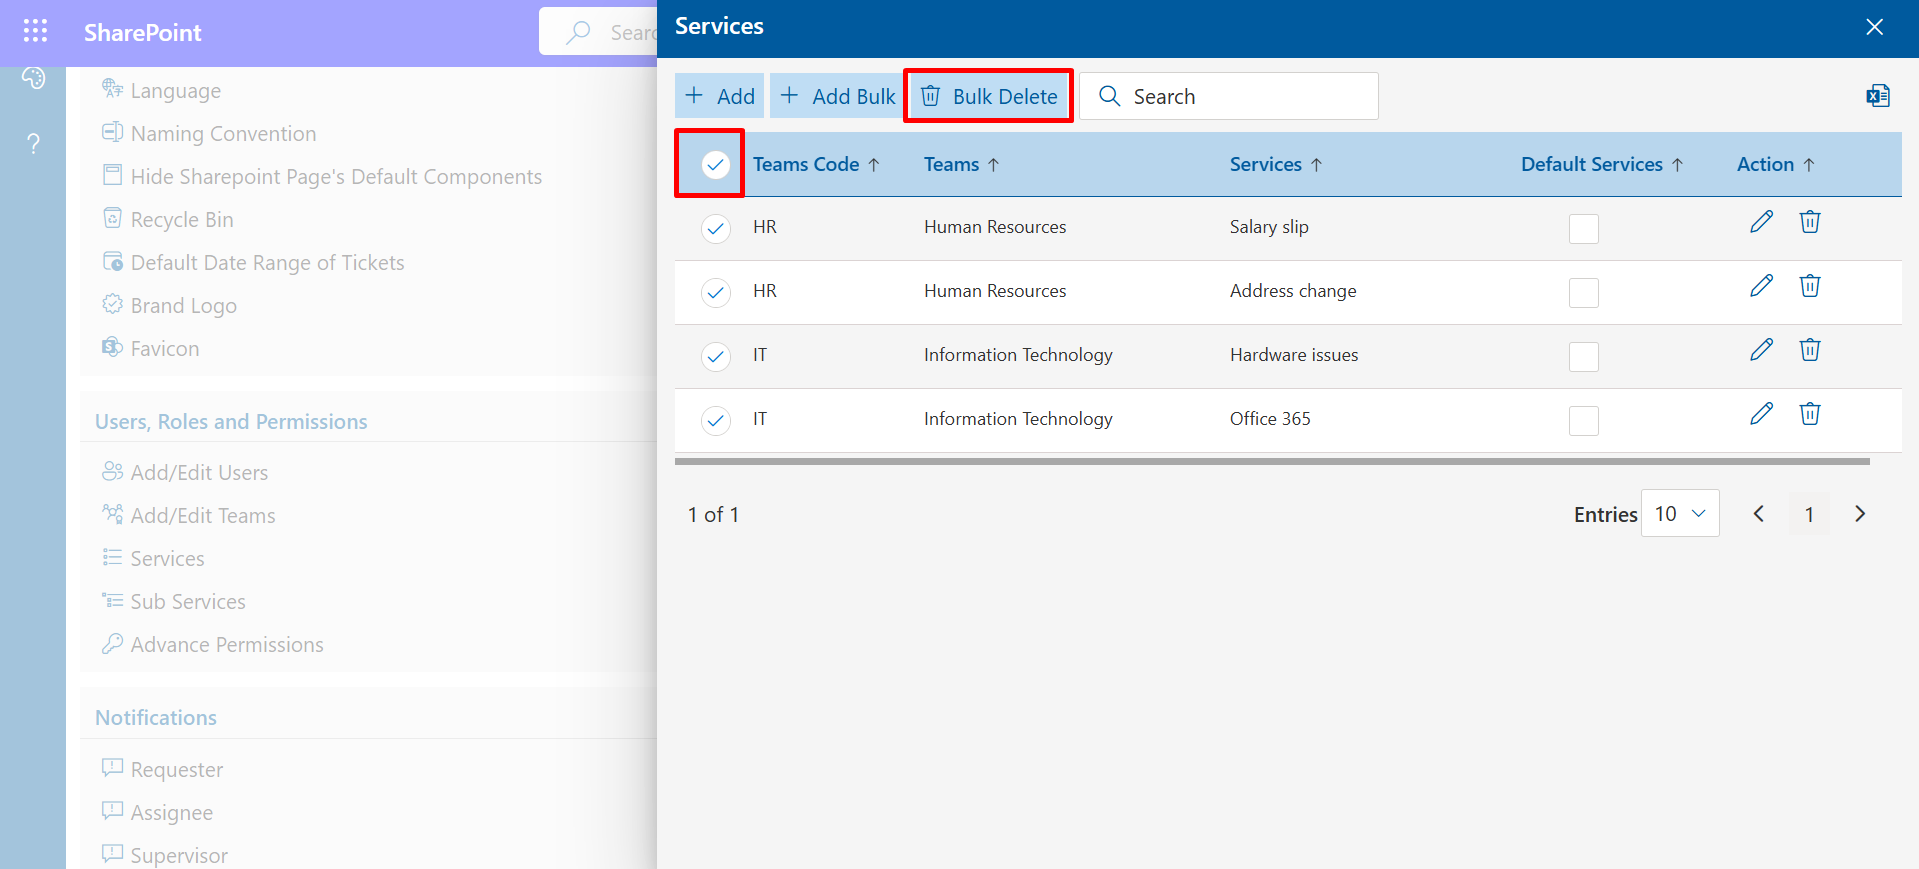 SharePoint
Sear
Language
Naming Convention
Hide Sharepoint Page's Default Components
Recycle Bin
Default Date Range of Tickets
Brand Logo
Favicon
Users, Roles and Permissions
Add/Edit Users
Add/Edit Teams
Services
Sub Services
Advance Permissions
Notifications
Requester
Assignee
Supervisor
Services
Add Add Bulk Bulk Delete Search
Teams Code Teams Services Default Services Action
HR Human Resources Salary slip
HR Human Resources Address change
IT Information Technology Hardware issues
IT Information Technology Office 365
1 of 1 Entries 10 1